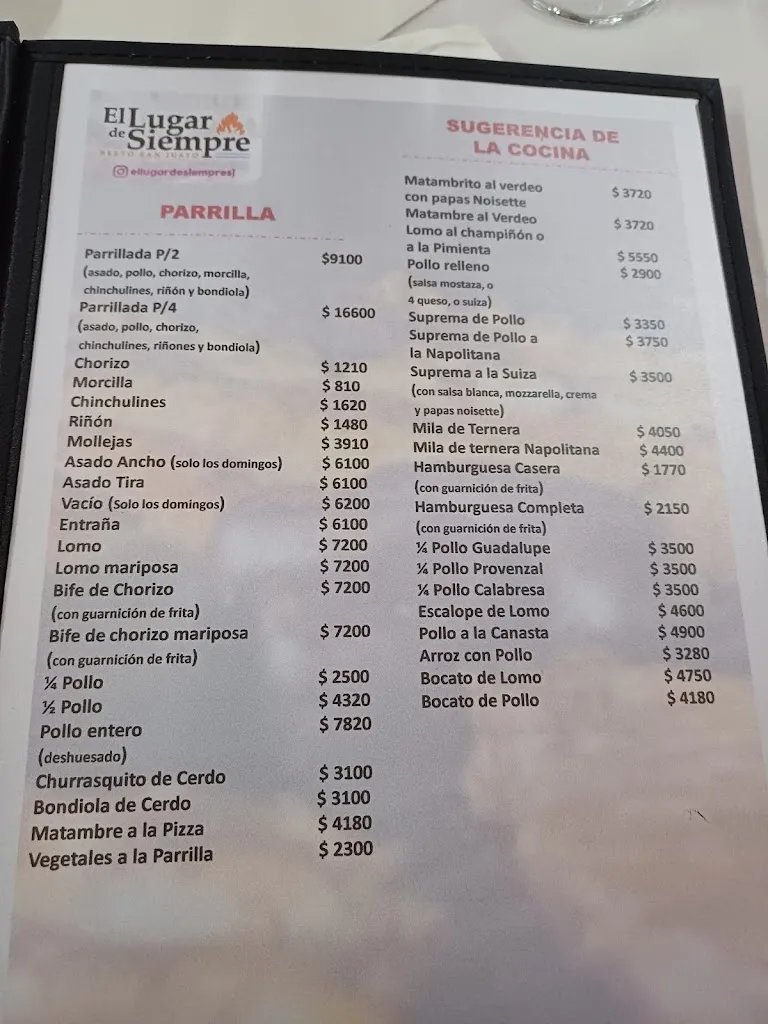 El Lugar
de Siempre
RESTO SAN JUSTO
ellugardesiempresj
PARRILLA
Parrillada P/2 $9100
(asado, pollo, chorizo, morcilla,
chinchulines, riñón y bondiola)
Parrillada P/4 $ 16600
(asado, pollo, chorizo,
chinchulines, riñones y bondiola)
Chorizo $ 1210
Morcilla $ 810
Chinchulines $ 1620
Riñón $ 1480
Mollejas $ 3910
Asado Ancho (solo los domingos) $ 6100
Asado Tira $ 6100
Vacío (Solo los domingos) $ 6200
Entraña $ 6100
Lomo $ 7200
Lomo mariposa $ 7200
Bife de Chorizo $ 7200
(con guarnición de frita)
Bife de chorizo mariposa $ 7200
(con guarnición de frita)
¼ Pollo $ 2500
½ Pollo $ 4320
Pollo entero $ 7820
(deshuesado)
Churrasquito de Cerdo $ 3100
Bondiola de Cerdo $ 3100
Matambre a la Pizza $ 4180
Vegetales a la Parrilla $ 2300
SUGERENCIA DE
LA COCINA
Matambrito al verdeo $ 3720
con papas Noisette
Matambre al Verdeo $ 3720
Lomo al champiñón o
a la Pimienta $ 5550
Pollo relleno $ 2900
(salsa mostaza, o
4 queso, o suiza)
Suprema de Pollo $ 3350
Suprema de Pollo a $ 3750
la Napolitana
Suprema a la Suiza $ 3500
(con salsa blanca, mozzarella, crema
y papas noisette)
Mila de Ternera $ 4050
Mila de ternera Napolitana $ 4400
Hamburguesa Casera $ 1770
(con guarnición de frita)
Hamburguesa Completa $ 2150
(con guarnición de frita)
¼ Pollo Guadalupe $ 3500
¼ Pollo Provenzal $ 3500
¼ Pollo Calabresa $ 3500
Escalope de Lomo $ 4600
Pollo a la Canasta $ 4900
Arroz con Pollo $ 3280
Bocato de Lomo $ 4750
Bocato de Pollo $ 4180